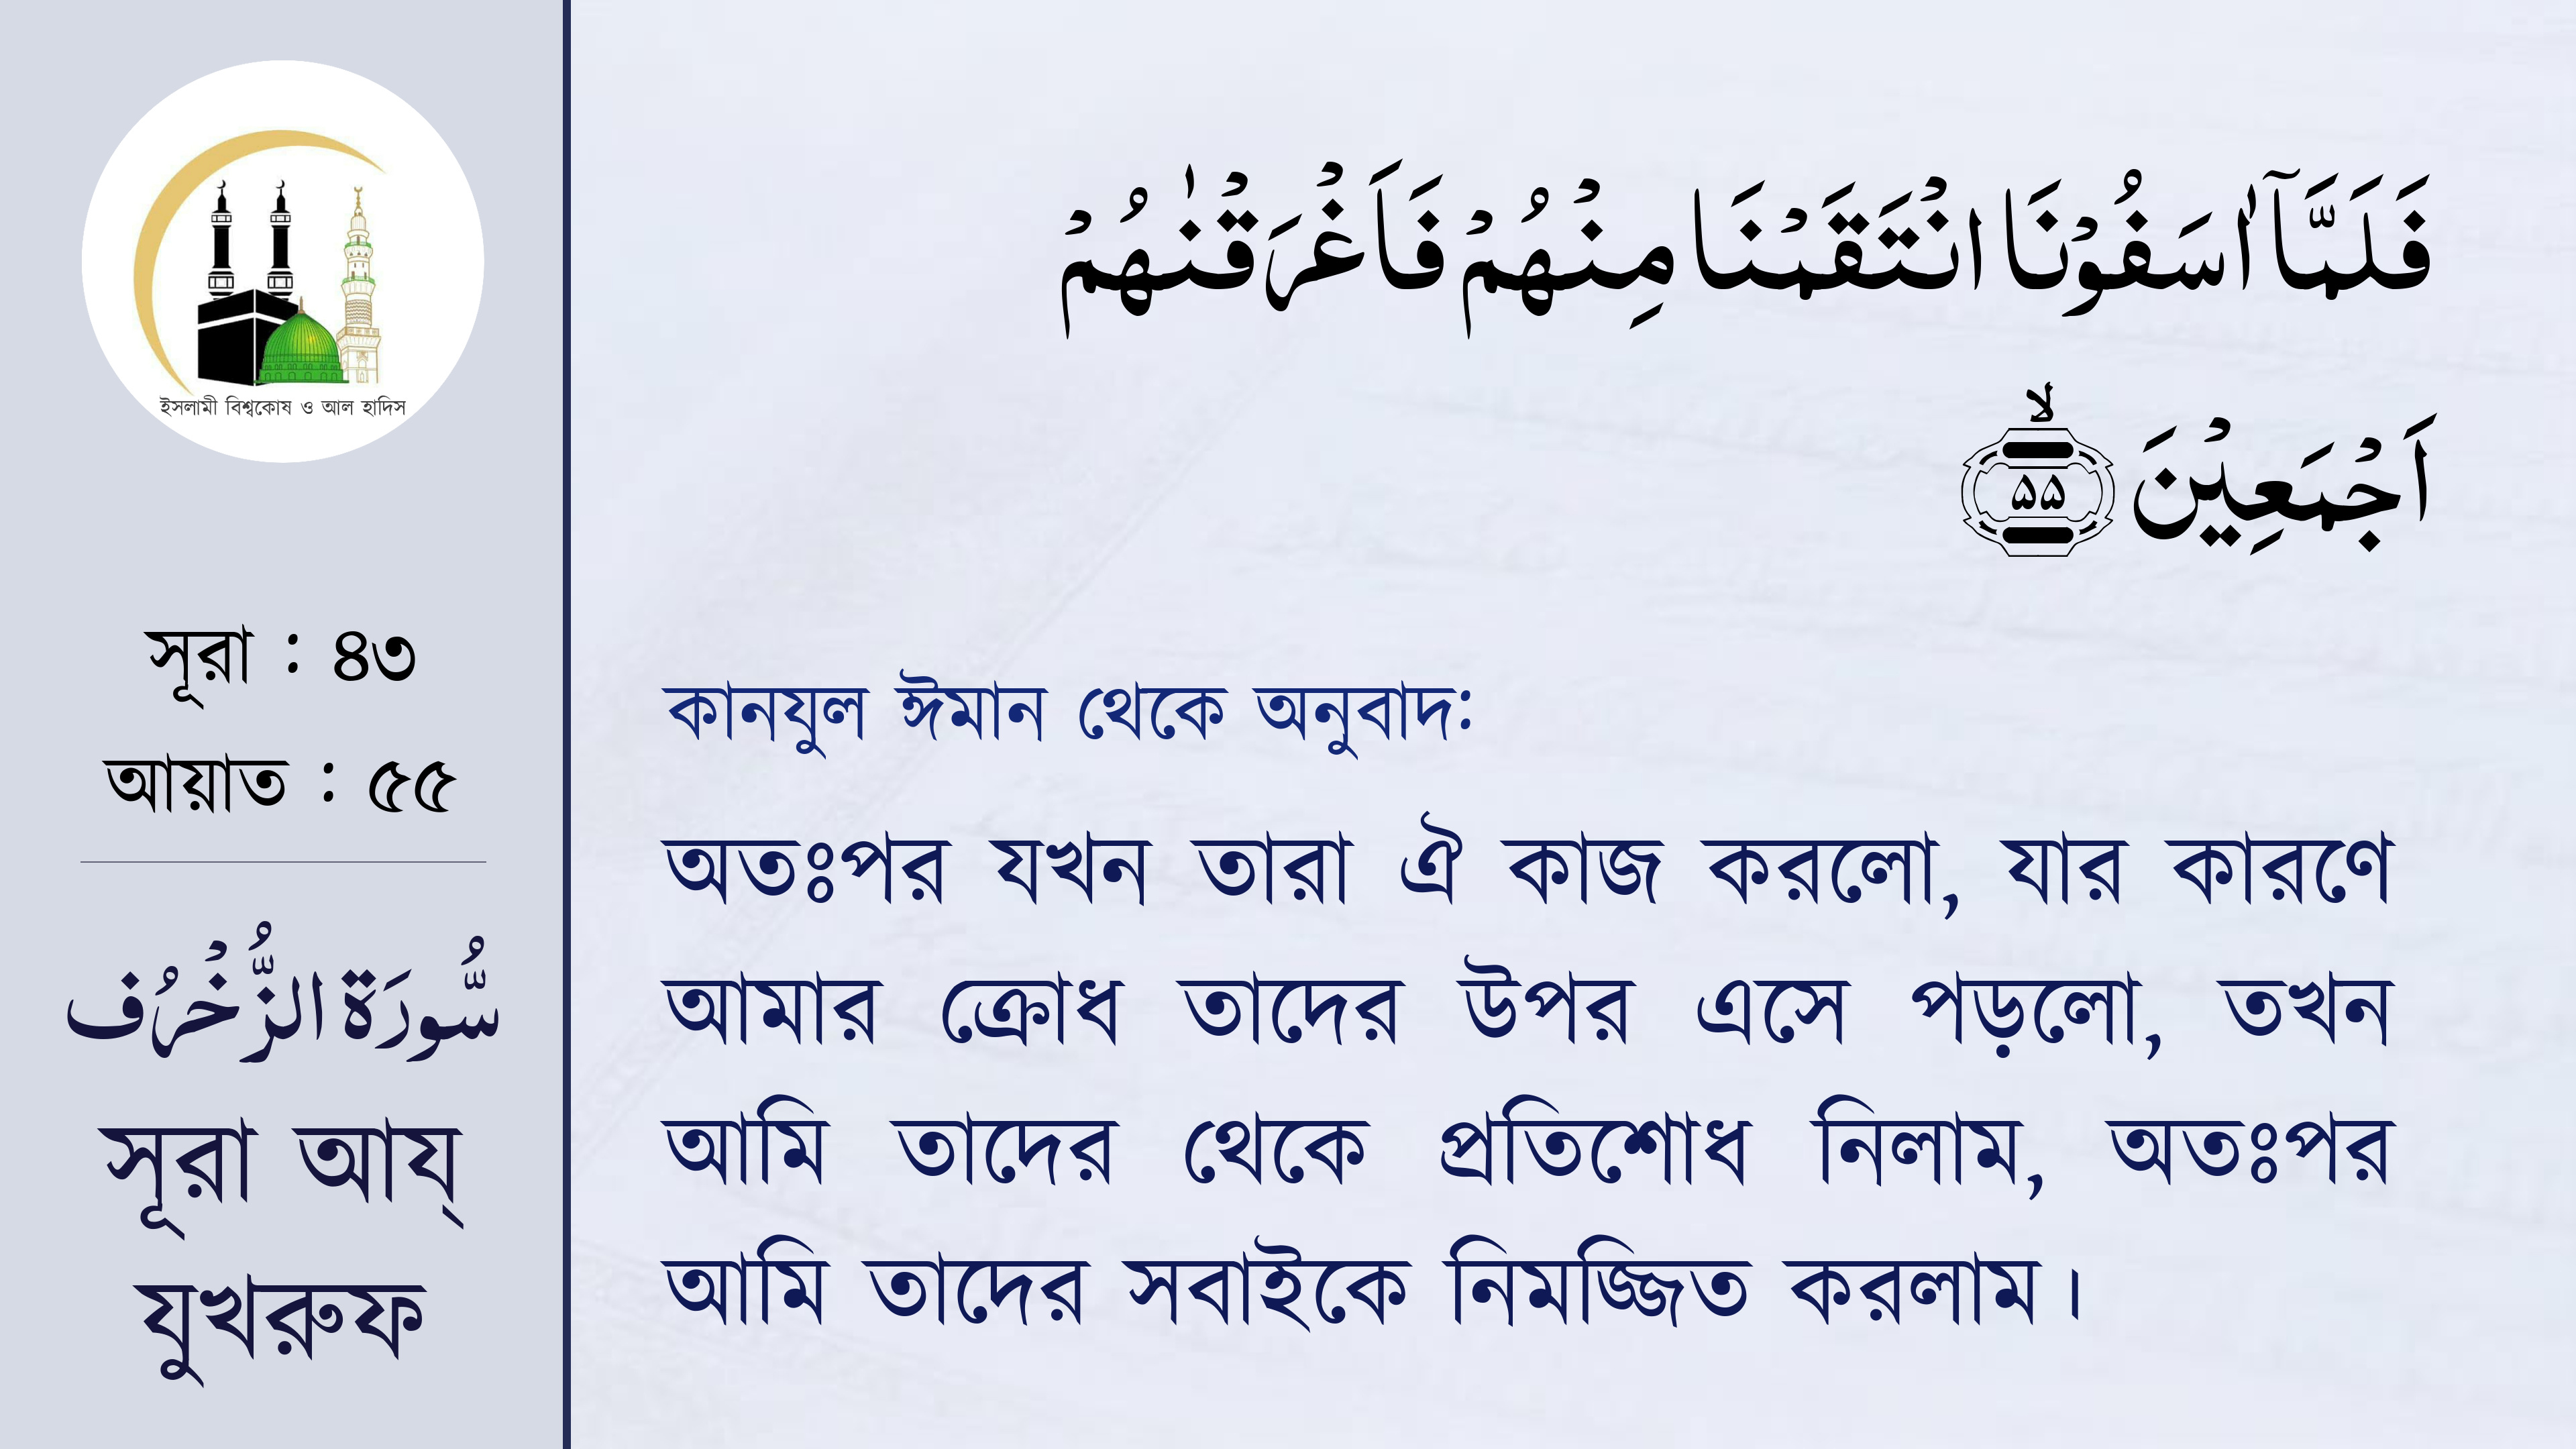 ইসলামী বিশ্বকোষ ও আল হাদিস
সূরা : ৪৩
আয়াত : ৫৫
سُّورَة الزُّخْرُف
সূরা আয্
যুখরুফ
فَلَمَّاۤ اٰسَفُوْنَا انْتَقَمْنَا مِنْهُمْ فَاَغْرَقْنٰهُمْ
اَجْمَعِیْنَ ﴿ۙ۵۵﴾
কানযুল ঈমান থেকে অনুবাদ:
অতঃপর যখন তারা ঐ কাজ করলো, যার কারণে
আমার ক্রোধ তাদের উপর এসে পড়লো, তখন
আমি তাদের থেকে প্রতিশোধ নিলাম, অতঃপর
আমি তাদের সবাইকে নিমজ্জিত করলাম।